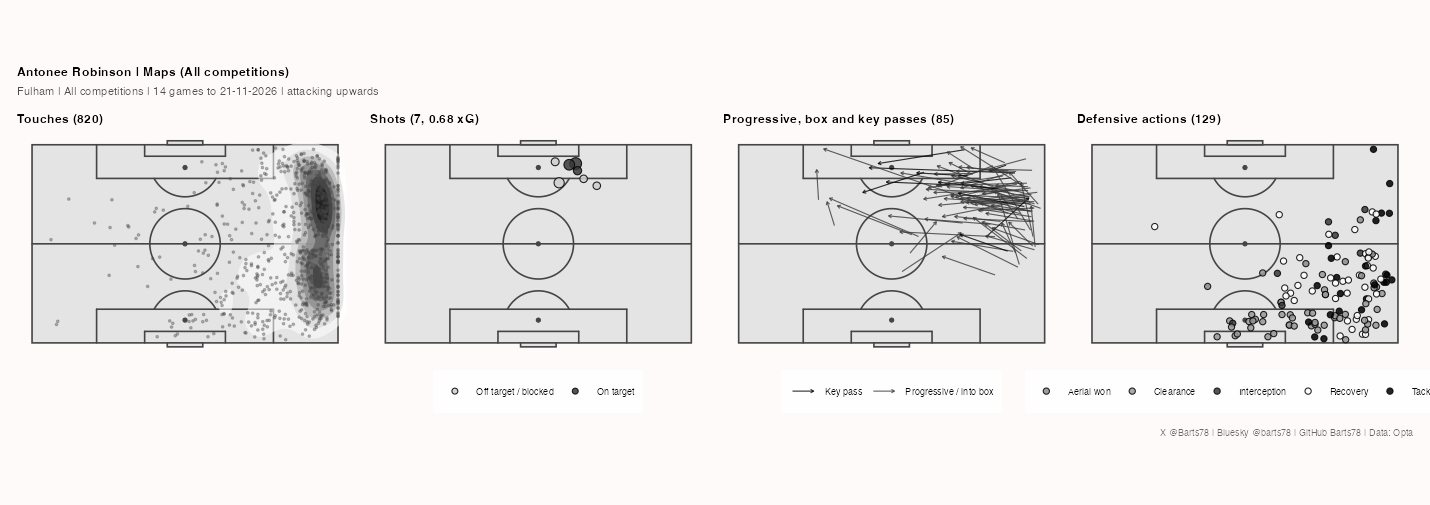 Antonee Robinson | Maps (All competitions)
Fulham | All competitions | 14 games to 21-11-2026 | attacking upwards
Touches (820)
Shots (7, 0.68 xG)
Progressive, box and key passes (85)
Defensive actions (129)
Off target / blocked
On target
Key pass
Progressive / into box
Aerial won
Clearance
Interception
Recovery
Tack
X @Barts78 | Bluesky @barts78 | GitHub Barts78 | Data: Opta